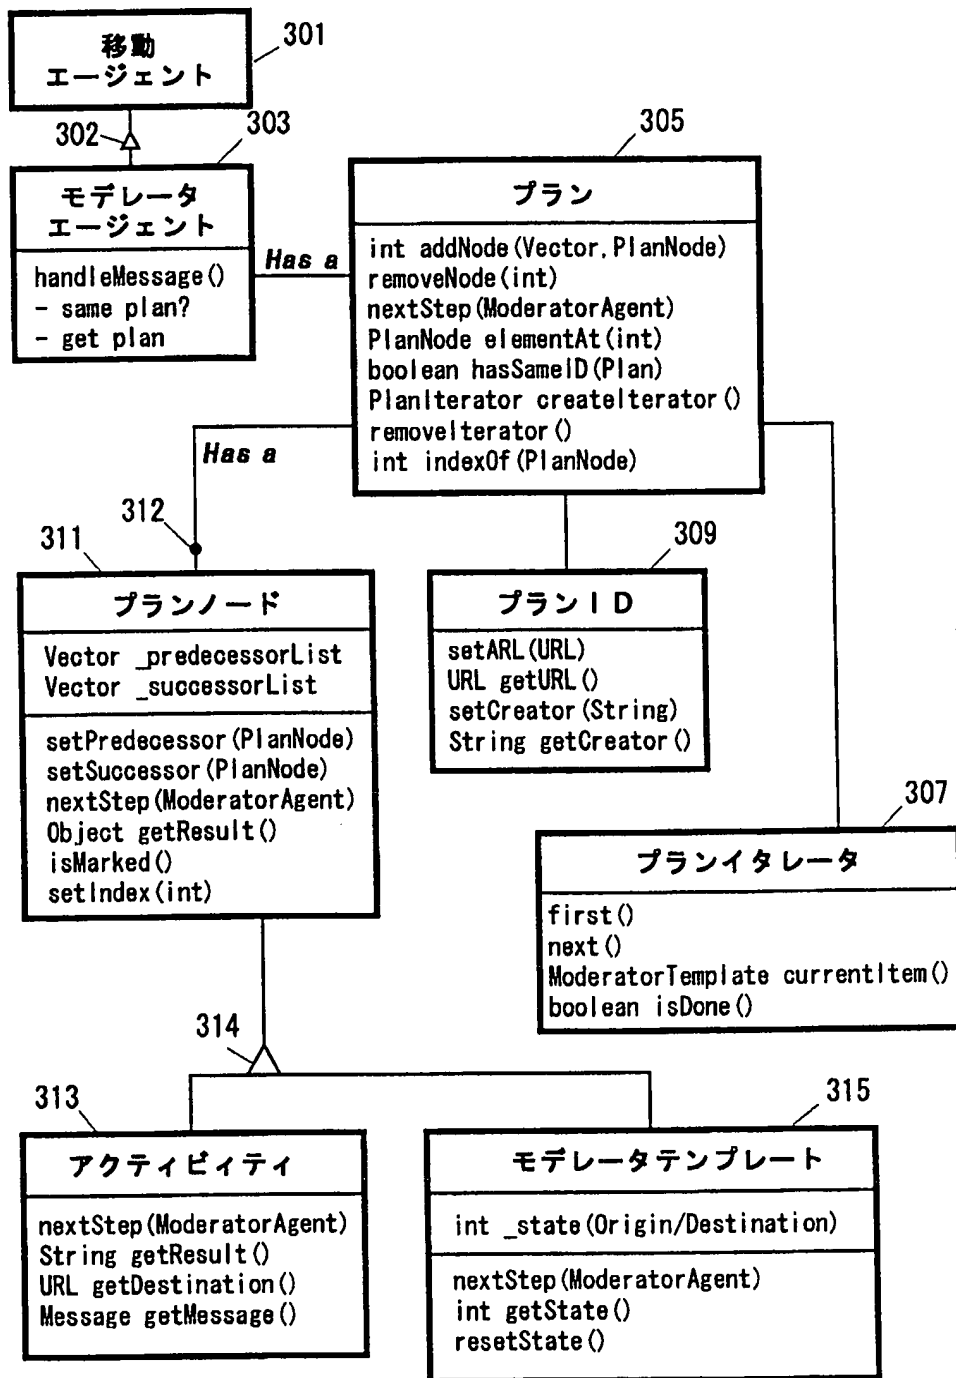 移動
エージェント
301
302
303
モデレータ
エージェント
handleMessage()
- same plan?
- get plan
Has a
305
プラン
int addNode(Vector,PlanNode)
removeNode(int)
nextStep(ModeratorAgent)
PlanNode elementAt(int)
boolean hasSameID(Plan)
PlanIterator createIterator()
removeIterator()
int indexOf(PlanNode)
Has a
312
311
プランノード
Vector _predecessorList
Vector _successorList
setPredecessor(PlanNode)
setSuccessor(PlanNode)
nextStep(ModeratorAgent)
Object getResult()
isMarked()
setIndex(int)
309
プランID
setARL(URL)
URL getURL()
setCreator(String)
String getCreator()
307
プランイタレータ
first()
next()
ModeratorTemplate currentItem()
boolean isDone()
314
313
アクティビィティ
nextStep(ModeratorAgent)
String getResult()
URL getDestination()
Message getMessage()
315
モデレータテンプレート
int _state(Origin/Destination)
nextStep(ModeratorAgent)
int getState()
resetState()